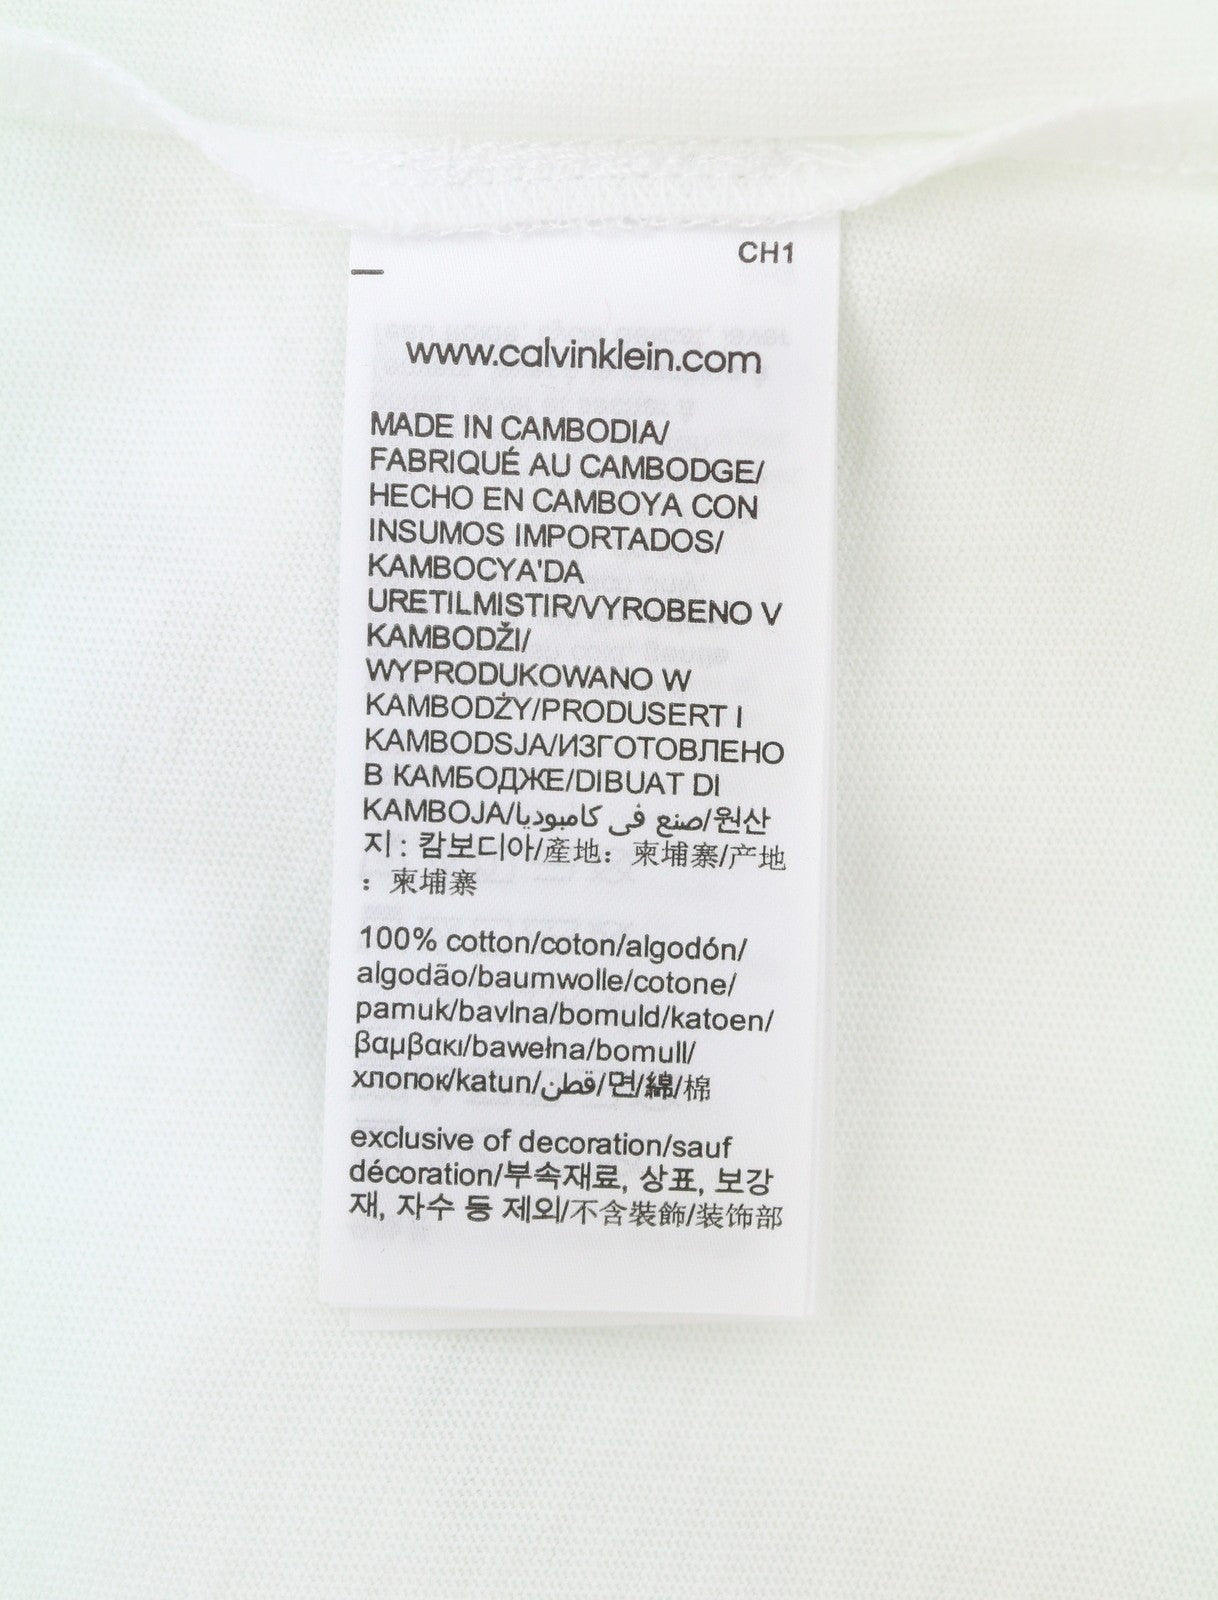 CH1
www.calvinklein.com
MADE IN CAMBODIA/
FABRIQUÉ AU CAMBODGE/
HECHO EN CAMBOYA CON
INSUMOS IMPORTADOS/
KAMBOCYA'DA
URETILMISTIR/VYROBENO V
KAMBODŽI/
WYPRODUKOWANO W
KAMBODŻY/PRODUSERT I
KAMBODSJA/ИЗГОТОВЛЕНО
В КАМБОДЖЕ/DIBUAT DI
KAMBOJA/صنع في كامبوديا/원산
지 : 캄보디아/產地：柬埔寨/产地
：柬埔寨
100% cotton/coton/algodón/
algodão/baumwolle/cotone/
pamuk/bavlna/bomuld/katoen/
βαμβακι/bawełna/bomull/
хлопок/katun/قطن/면/綿/棉
exclusive of decoration/sauf
décoration/부속재료, 상표, 보강
재, 자수 등 제외/不含裝飾/装饰部